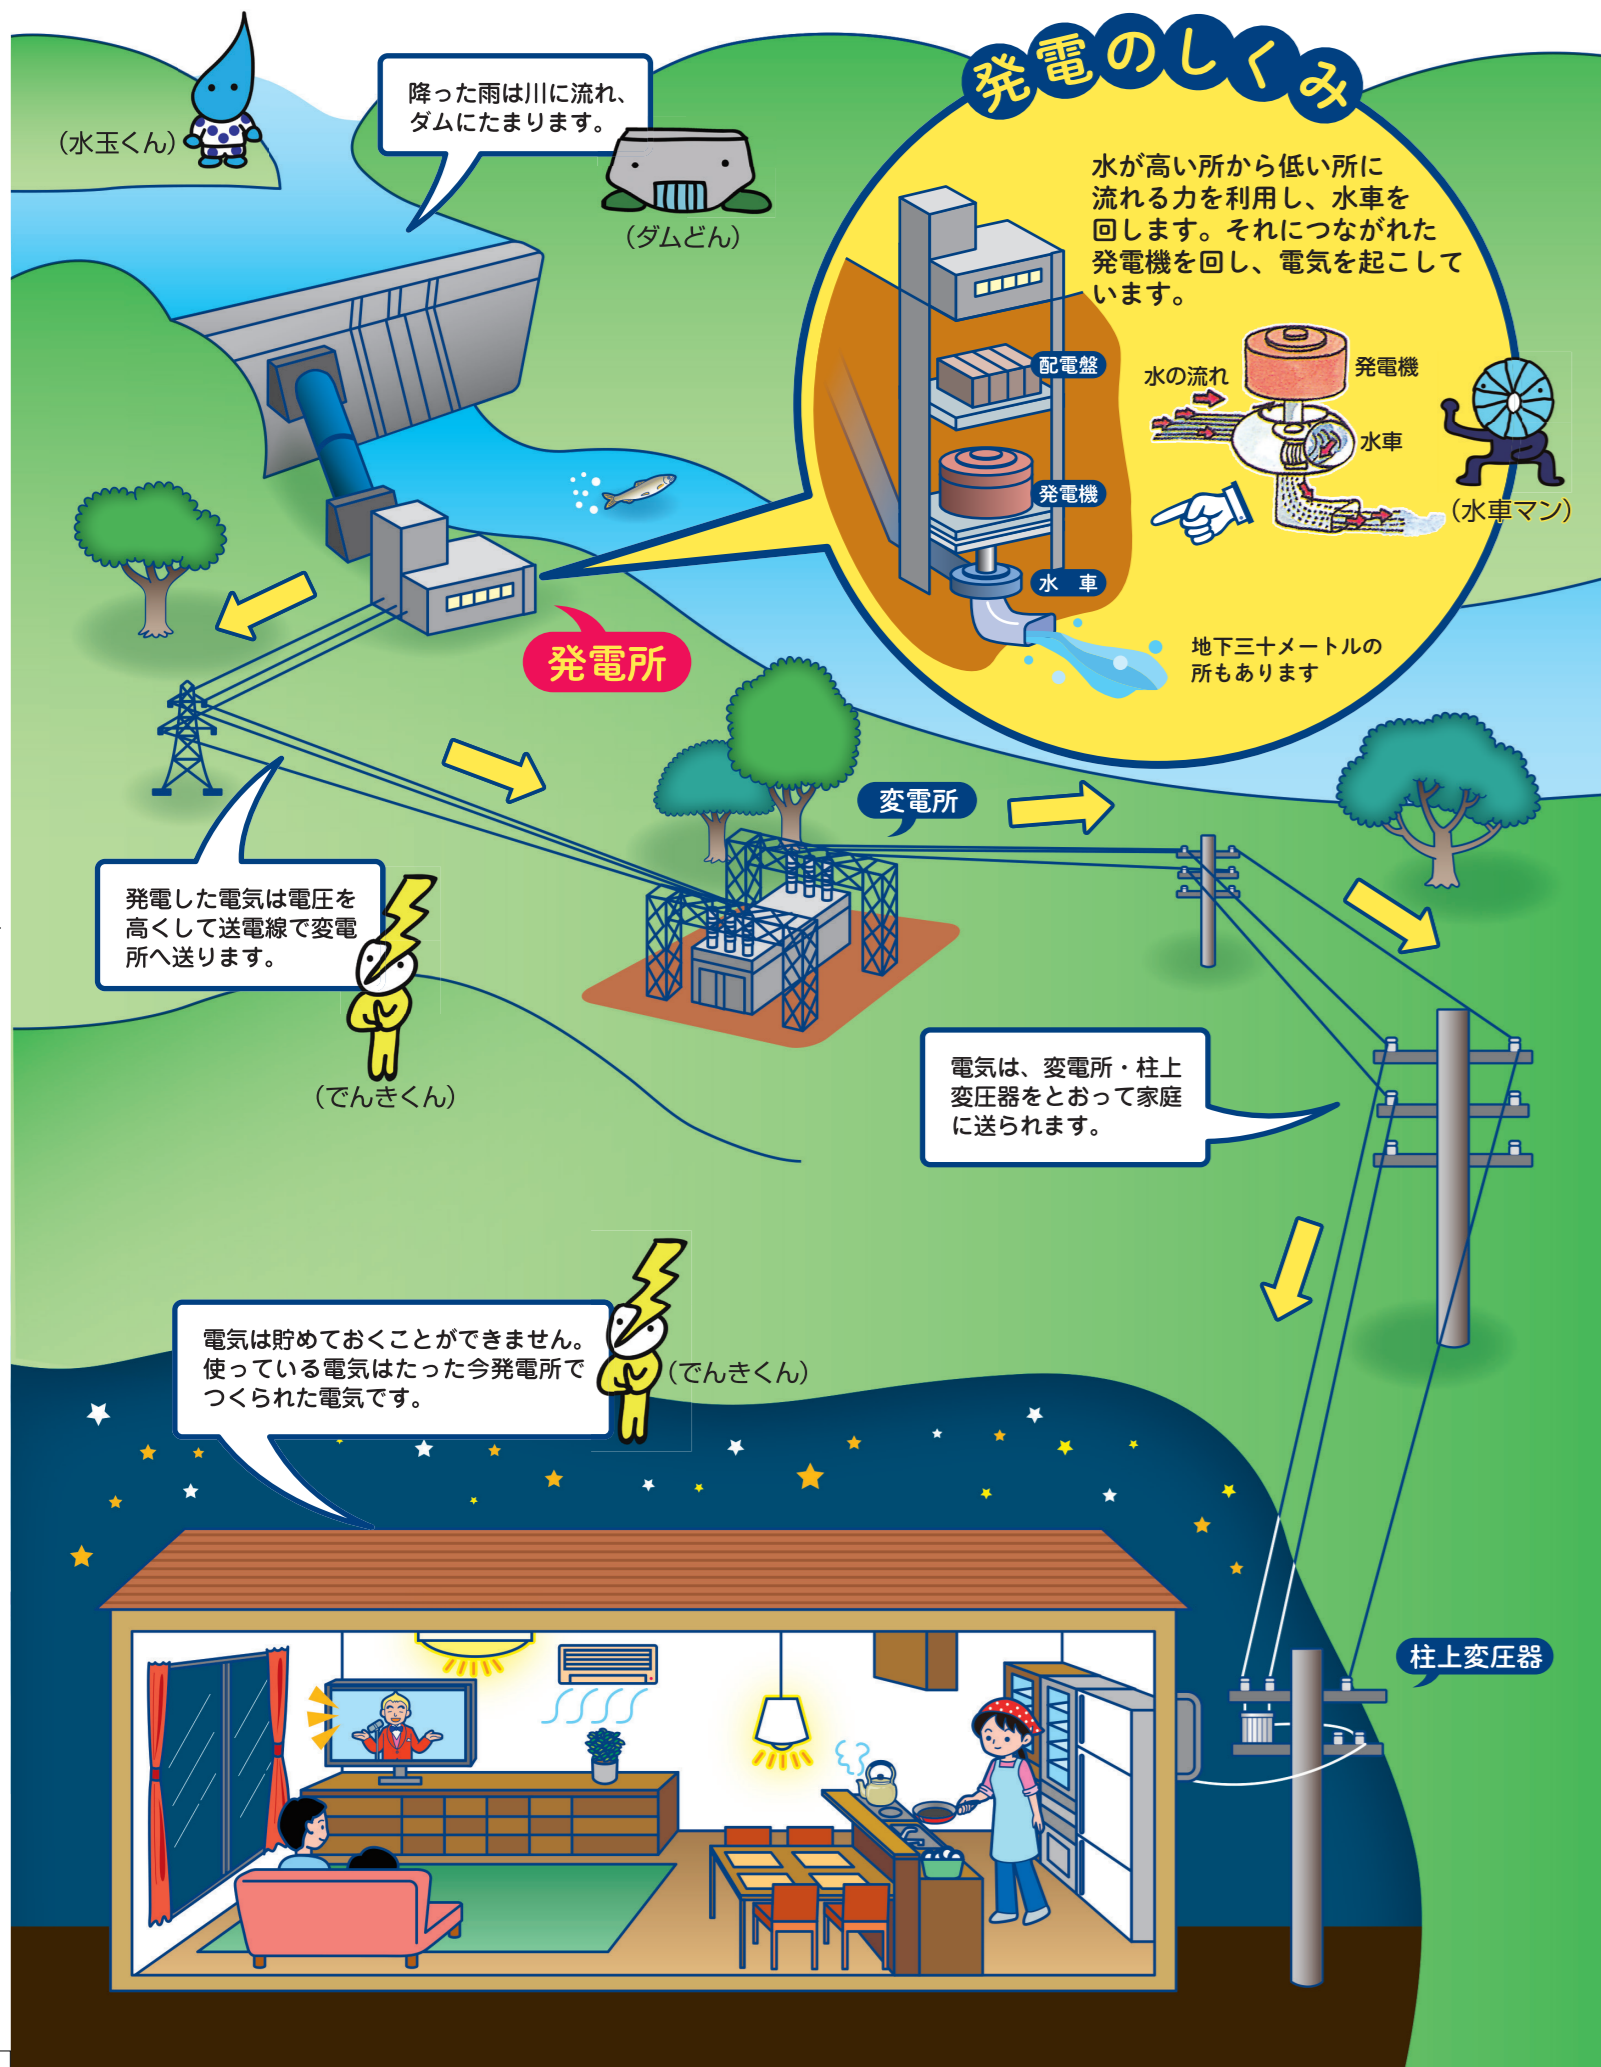 発電のしくみ
(水玉くん)
降った雨は川に流れ、
ダムにたまります。
(ダムどん)
水が高い所から低い所に
流れる力を利用し、水車を
回します。それにつながれた
発電機を回し、電気を起こして
います。
配電盤
発電機
水 車
水の流れ
発電機
水車
(水車マン)
地下三十メートルの
所もあります
発電所
変電所
発電した電気は電圧を
高くして送電線で変電
所へ送ります。
(でんきくん)
電気は、変電所・柱上
変圧器をとおって家庭
に送られます。
電気は貯めておくことができません。
使っている電気はたった今発電所で
つくられた電気です。
(でんきくん)
柱上変圧器